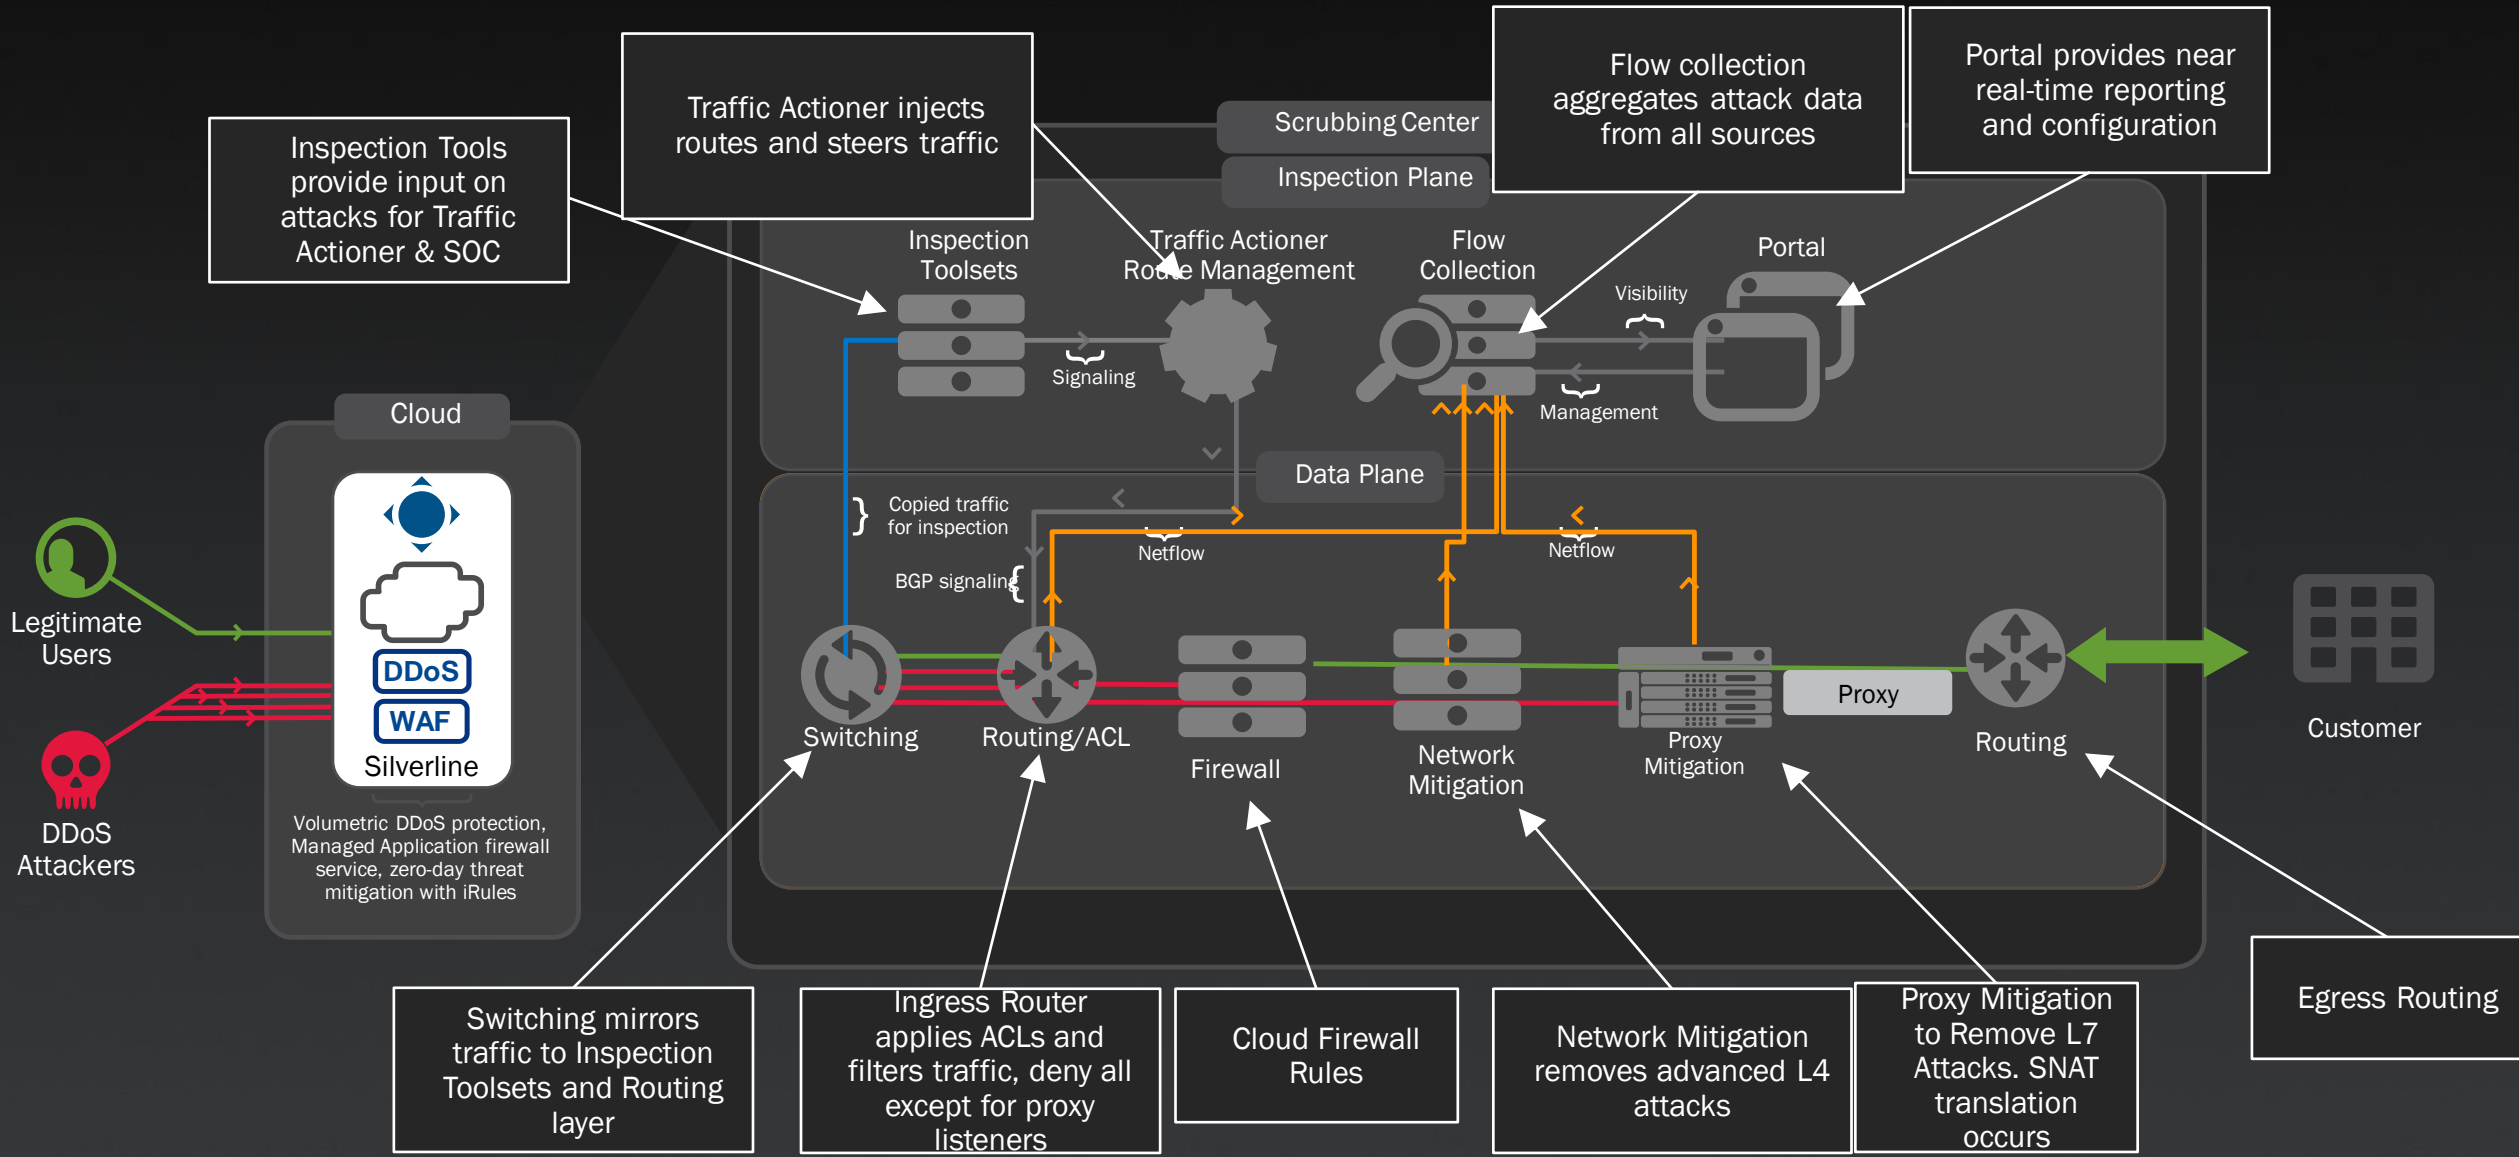 Flow collection
aggregates attack data
from all sources
Portal provides near
real-time reporting
and configuration
Traffic Actioner injects
routes and steers traffic
Scrubbing Center
Inspection Tools
provide input on
attacks for Traffic
Actioner & SOC
Inspection Plane
Inspection
Toolsets
Traffic Actioner
Route Management
Flow
Collection
Portal
Visibility
Signaling
Management
Cloud
Data Plane
Copied traffic
for inspection
Netflow
Netflow
BGP signaling
Legitimate
Users
DDoS
WAF
Silverline
Proxy
Switching
Routing/ACL
Firewall
Network
Mitigation
Proxy
Mitigation
Routing
Customer
DDoS
Attackers
Volumetric DDoS protection,
Managed Application firewall
service, zero-day threat
mitigation with iRules
Switching mirrors
traffic to Inspection
Toolsets and Routing
layer
Ingress Router
applies ACLs and
filters traffic, deny all
except for proxy
listeners
Cloud Firewall
Rules
Network Mitigation
removes advanced L4
attacks
Proxy Mitigation
to Remove L7
Attacks. SNAT
translation
occurs
Egress Routing